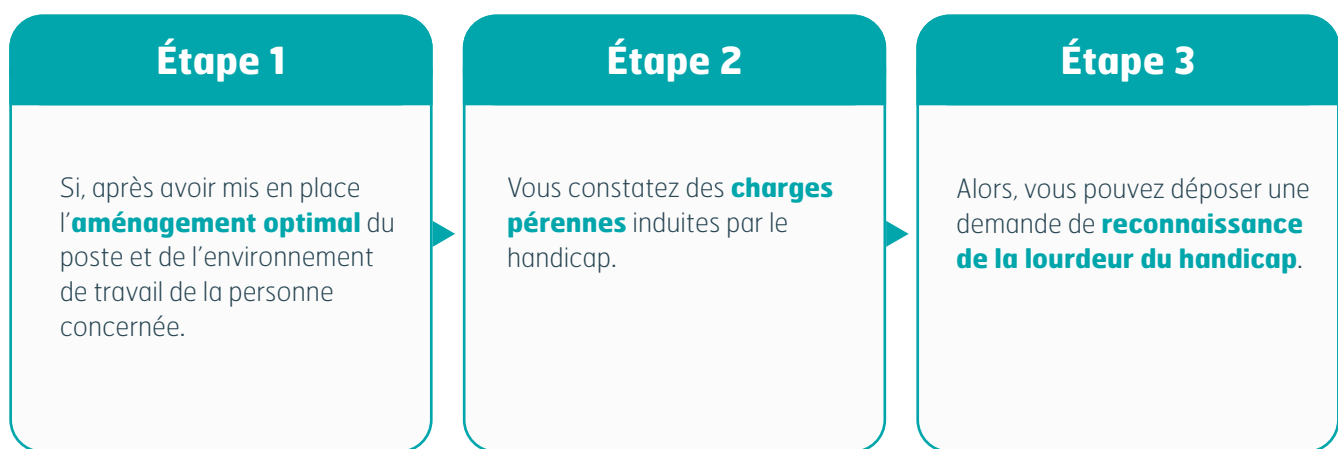 Étape 1
Si, après avoir mis en place
l'aménagement optimal du
poste et de l'environnement
de travail de la personne
concernée.
Étape 2
Vous constatez des charges
pérennes induites par le
handicap.
Étape 3
Alors, vous pouvez déposer une
demande de reconnaissance
de la lourdeur du handicap.